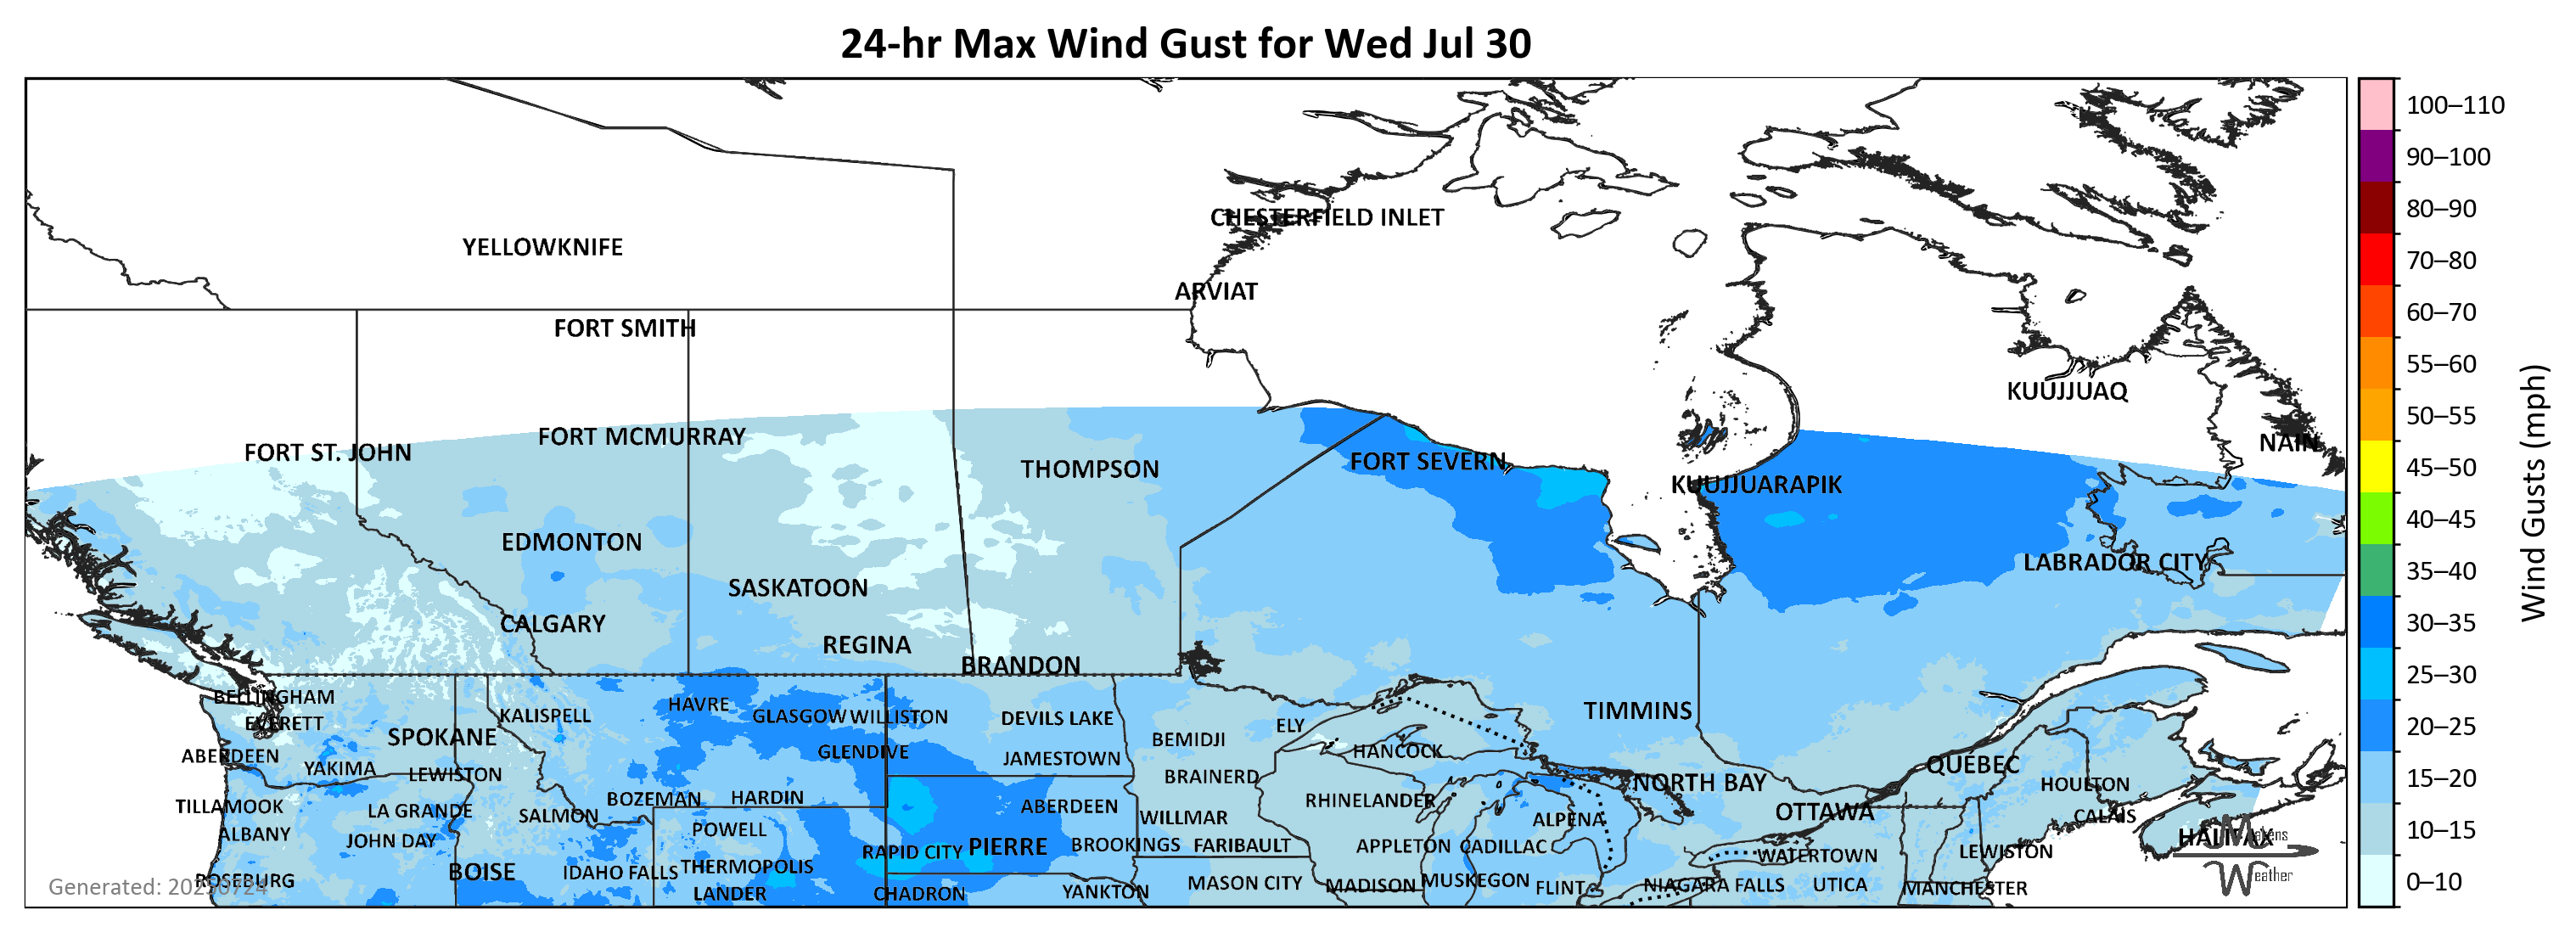 24-hr Max Wind Gust for Wed Jul 30
100–110
90–100
CHESTERFIELD INLET
80–90
YELLOWKNIFE
70–80
ARVIAT
60–70
FORT SMITH
55–60
KUUJJUAQ
50–55
FORT MCMURRAY
NAIN
FORT ST. JOHN
FORT SEVERN
THOMPSON
45–50
KUUJJUARAPIK
Wind Gusts (mph)
40–45
EDMONTON
LABRADOR CITY
35–40
SASKATOON
CALGARY
30–35
REGINA
BRANDON
25–30
BELLINGHAM
HAVRE
TIMMINS
KALISPELL
GLASGOW
WILLISTON
DEVILS LAKE
EVERETT
ELY
20–25
SPOKANE
BEMIDJI
GLENDIVE
HANCOCK
ABERDEEN
JAMESTOWN
QUEBEC
YAKIMA
LEWISTON
BRAINERD
15–20
NORTH BAY
HOULTON
BOZEMAN
HARDIN
RHINELANDER
TILLAMOOK
LA GRANDE
ABERDEEN
SALMON
OTTAWA
CALAIS
WILLMAR
ALPENA
ALBANY
POWELL
10–15
HALIFAX
Makens
JOHN DAY
RAPID CITY
PIERRE
BROOKINGS
FARIBAULT
APPLETON
CADILLAC
WATERTOWN
LEWISTON
BOISE
IDAHO FALLS
THERMOPOLIS
Weather
ROSEBURG
MASON CITY
MADISON
MUSKEGON
FLINT
NIAGARA FALLS
UTICA
MANCHESTER
0–10
Generated: 20250724
LANDER
CHADRON
YANKTON